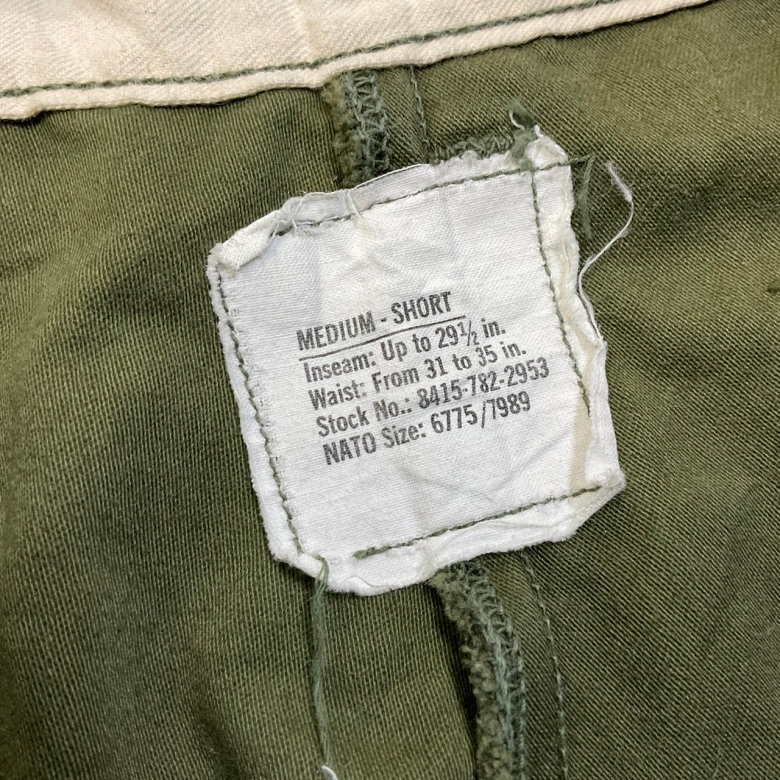 MEDIUM - SHORT
Inseam: Up to 29½ in.
Waist: From 31 to 35 in.
Stock No.: 8415-782-2953
NATO Size: 6775/7989